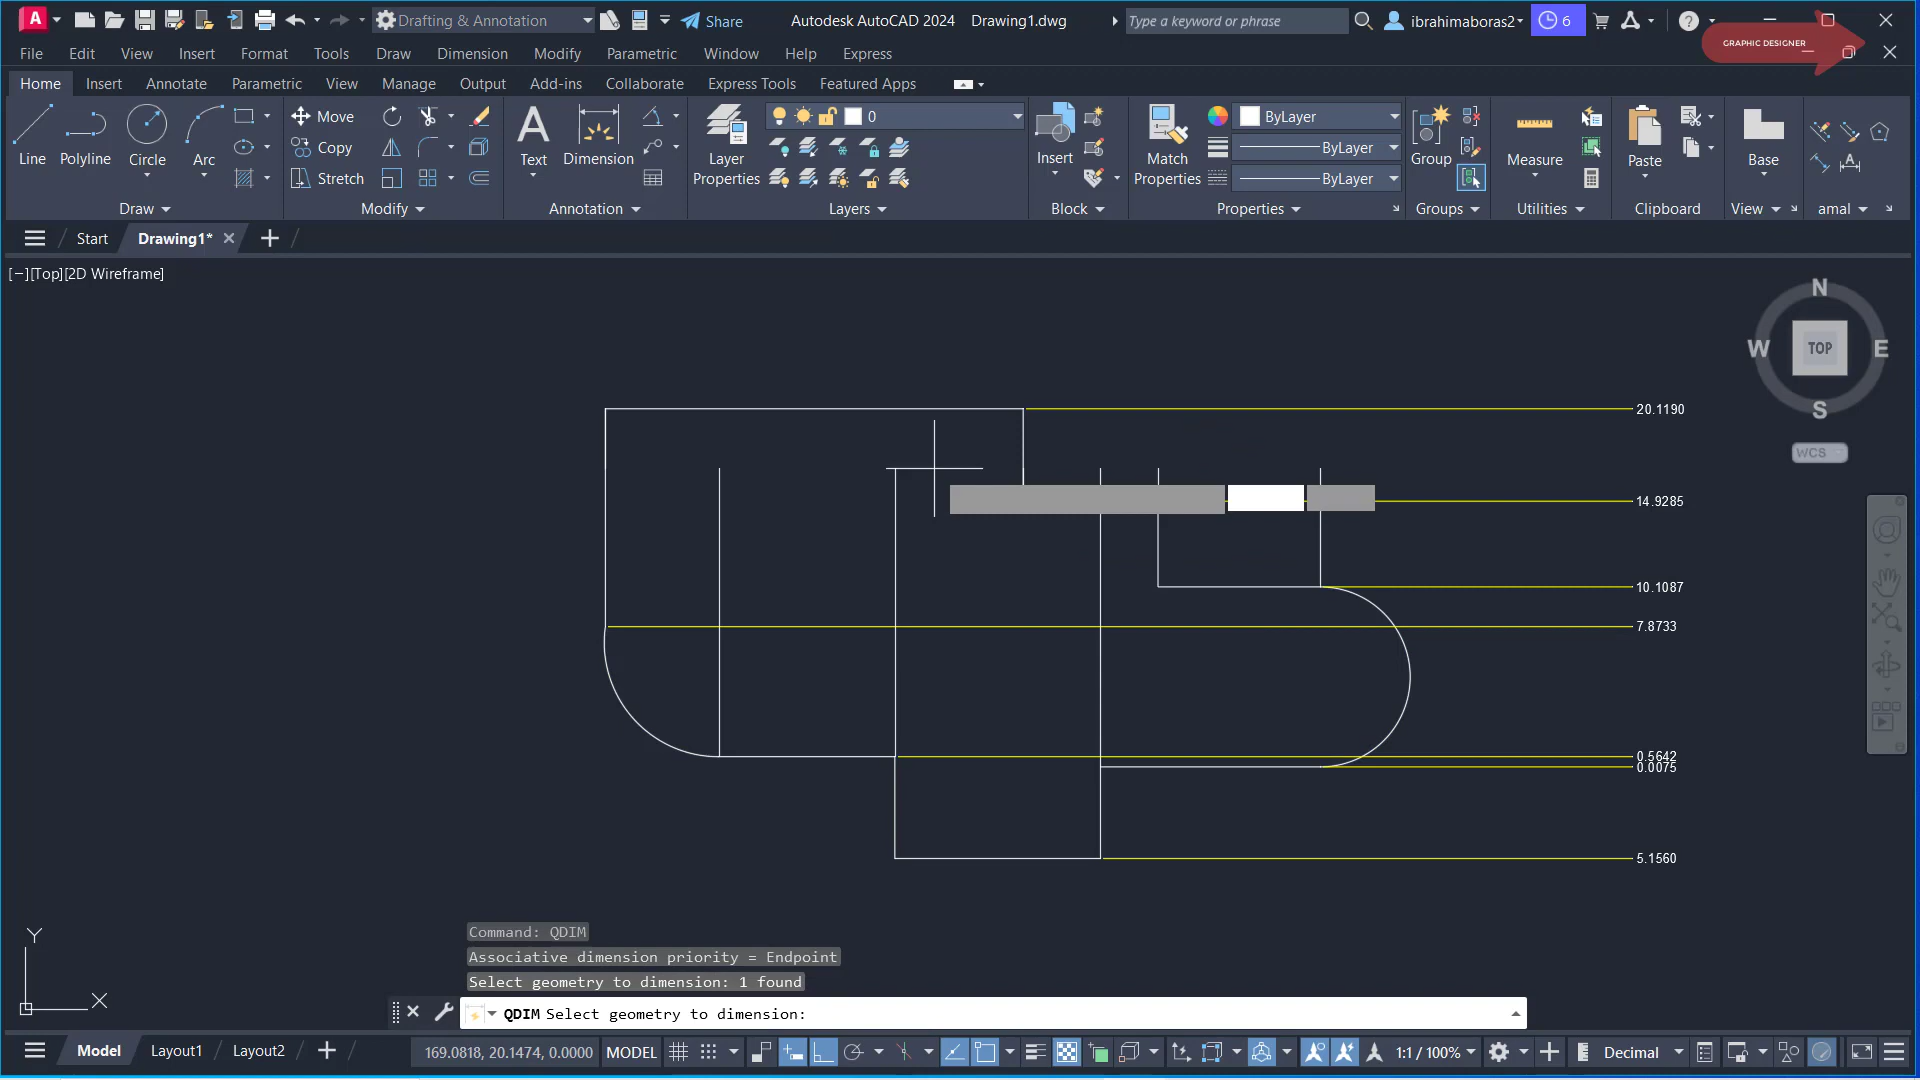 A Drafting & Annotation Share Autodesk AutoCAD 2024 Drawing1.dwg Type a keyword or phrase ibrahimaboras2 6 ?
GRAPHIC DESIGNER
File Edit View Insert Format Tools Draw Dimension Modify Parametric Window Help Express
Home Insert Annotate Parametric View Manage Output Add-ins Collaborate Express Tools Featured Apps
Move 0 ByLayer
Copy ByLayer
Line Polyline Circle Arc Text Dimension Layer Insert Match Group Measure Paste Base
Stretch Properties Properties ByLayer
Draw Modify Annotation Layers Block Properties Groups Utilities Clipboard View amal
Start Drawing1*
[−][Top][2D Wireframe]
N
W TOP E
S
WCS
20.1190
14.9285
10.1087
7.8733
0.5642
0.0075
5.1560
Y
X
Command: QDIM
Associative dimension priority = Endpoint
Select geometry to dimension: 1 found
QDIM Select geometry to dimension:
Model Layout1 Layout2 169.0818, 20.1474, 0.0000 MODEL 1:1 / 100% Decimal